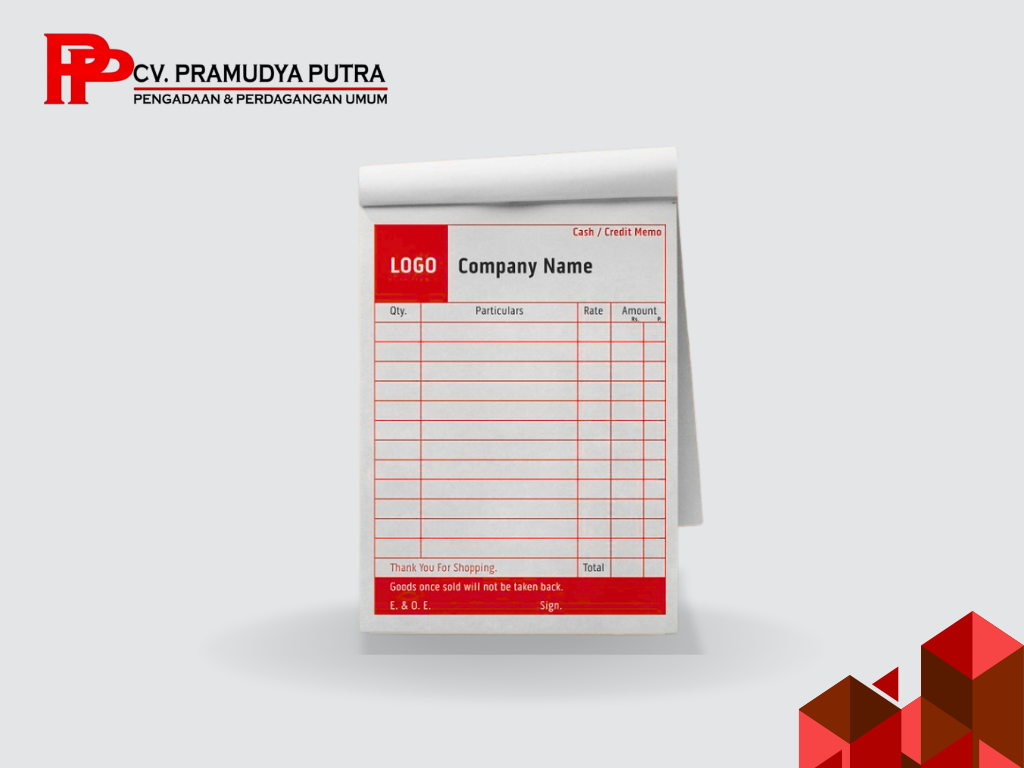 PP
CV. PRAMUDYA PUTRA
PENGADAAN & PERDAGANGAN UMUM
Cash / Credit Memo
LOGO
Company Name
Qty. Particulars Rate Amount
Rs. P.
Thank You For Shopping. Total
Goods once sold will not be taken back.
E. & O. E. Sign.